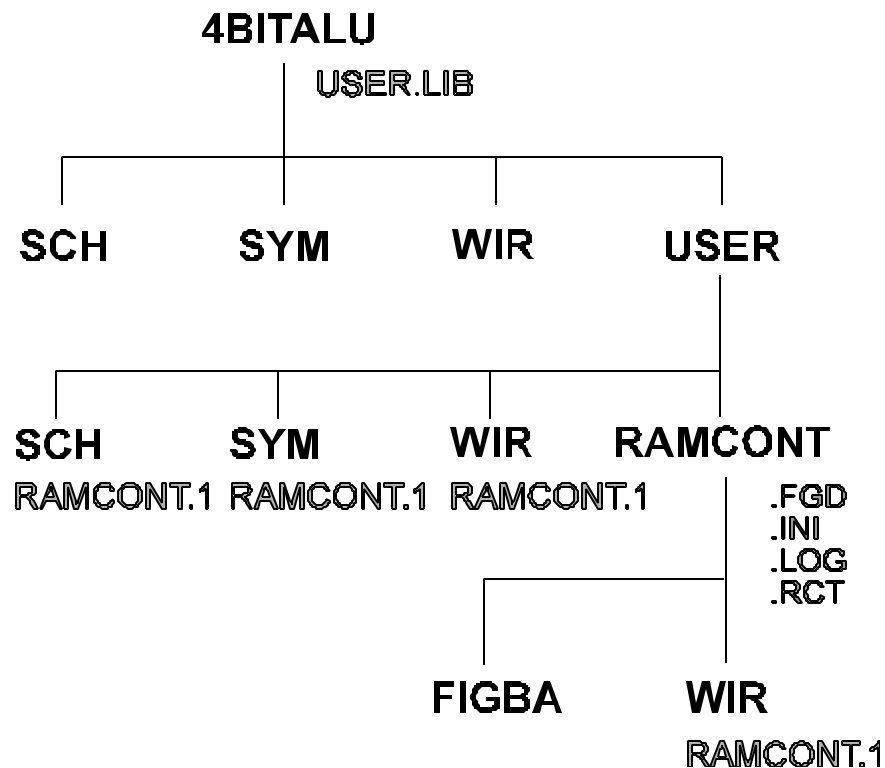 4BITALU
USER.LIB
SCH SYM WIR USER
SCH SYM WIR RAMCONT
RAMCONT.1 RAMCONT.1 RAMCONT.1 .FGD
.INI
.LOG
.RCT
FIGBA WIR
RAMCONT.1